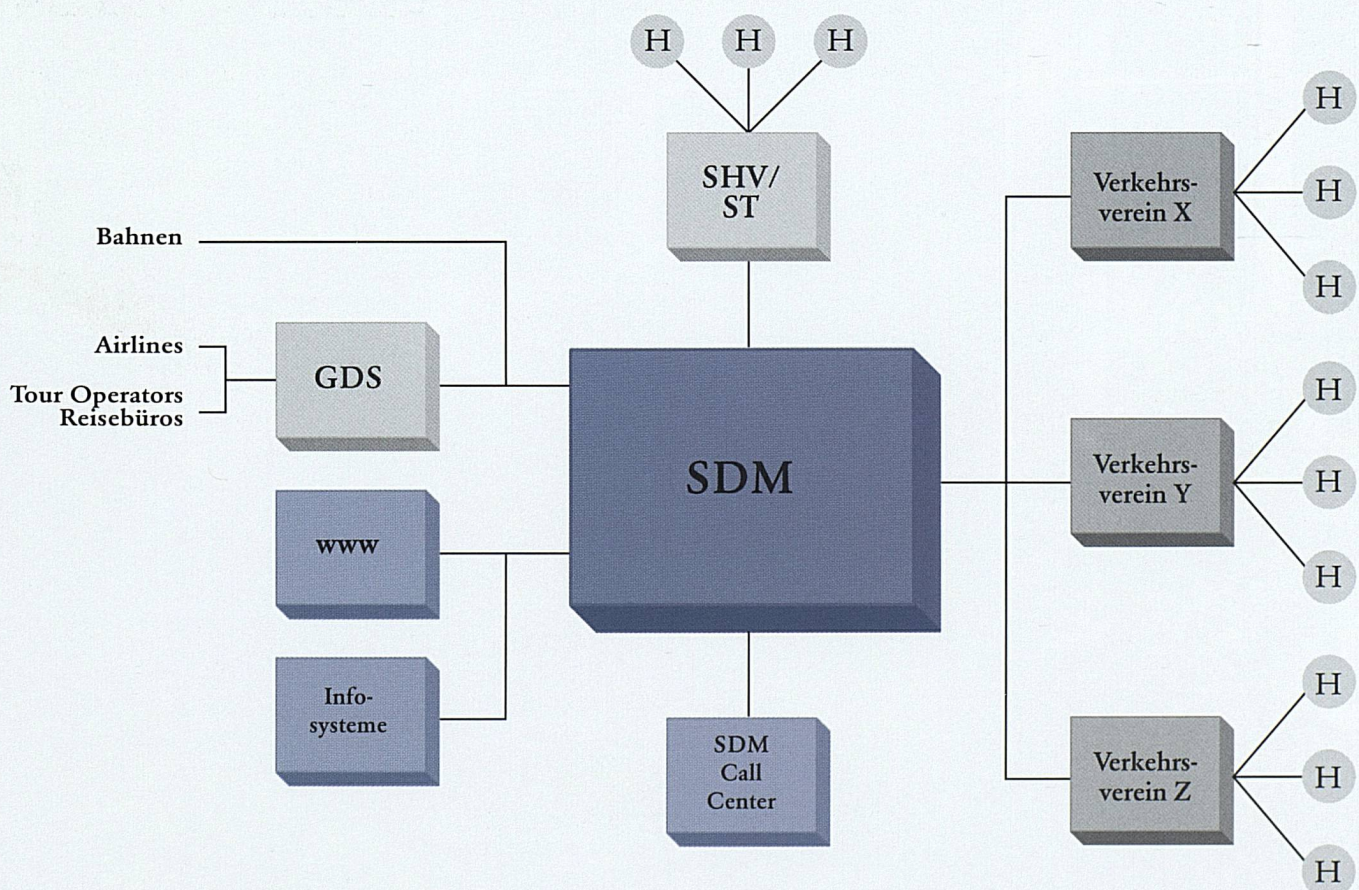 H H H
SHV/
ST
Bahnen
Airlines
Tour Operators
Reisebüros
GDS
www
Info-
systeme
SDM
SDM
Call
Center
Verkehrs-
verein X
H
H
H
Verkehrs-
verein Y
H
H
H
Verkehrs-
verein Z
H
H
H